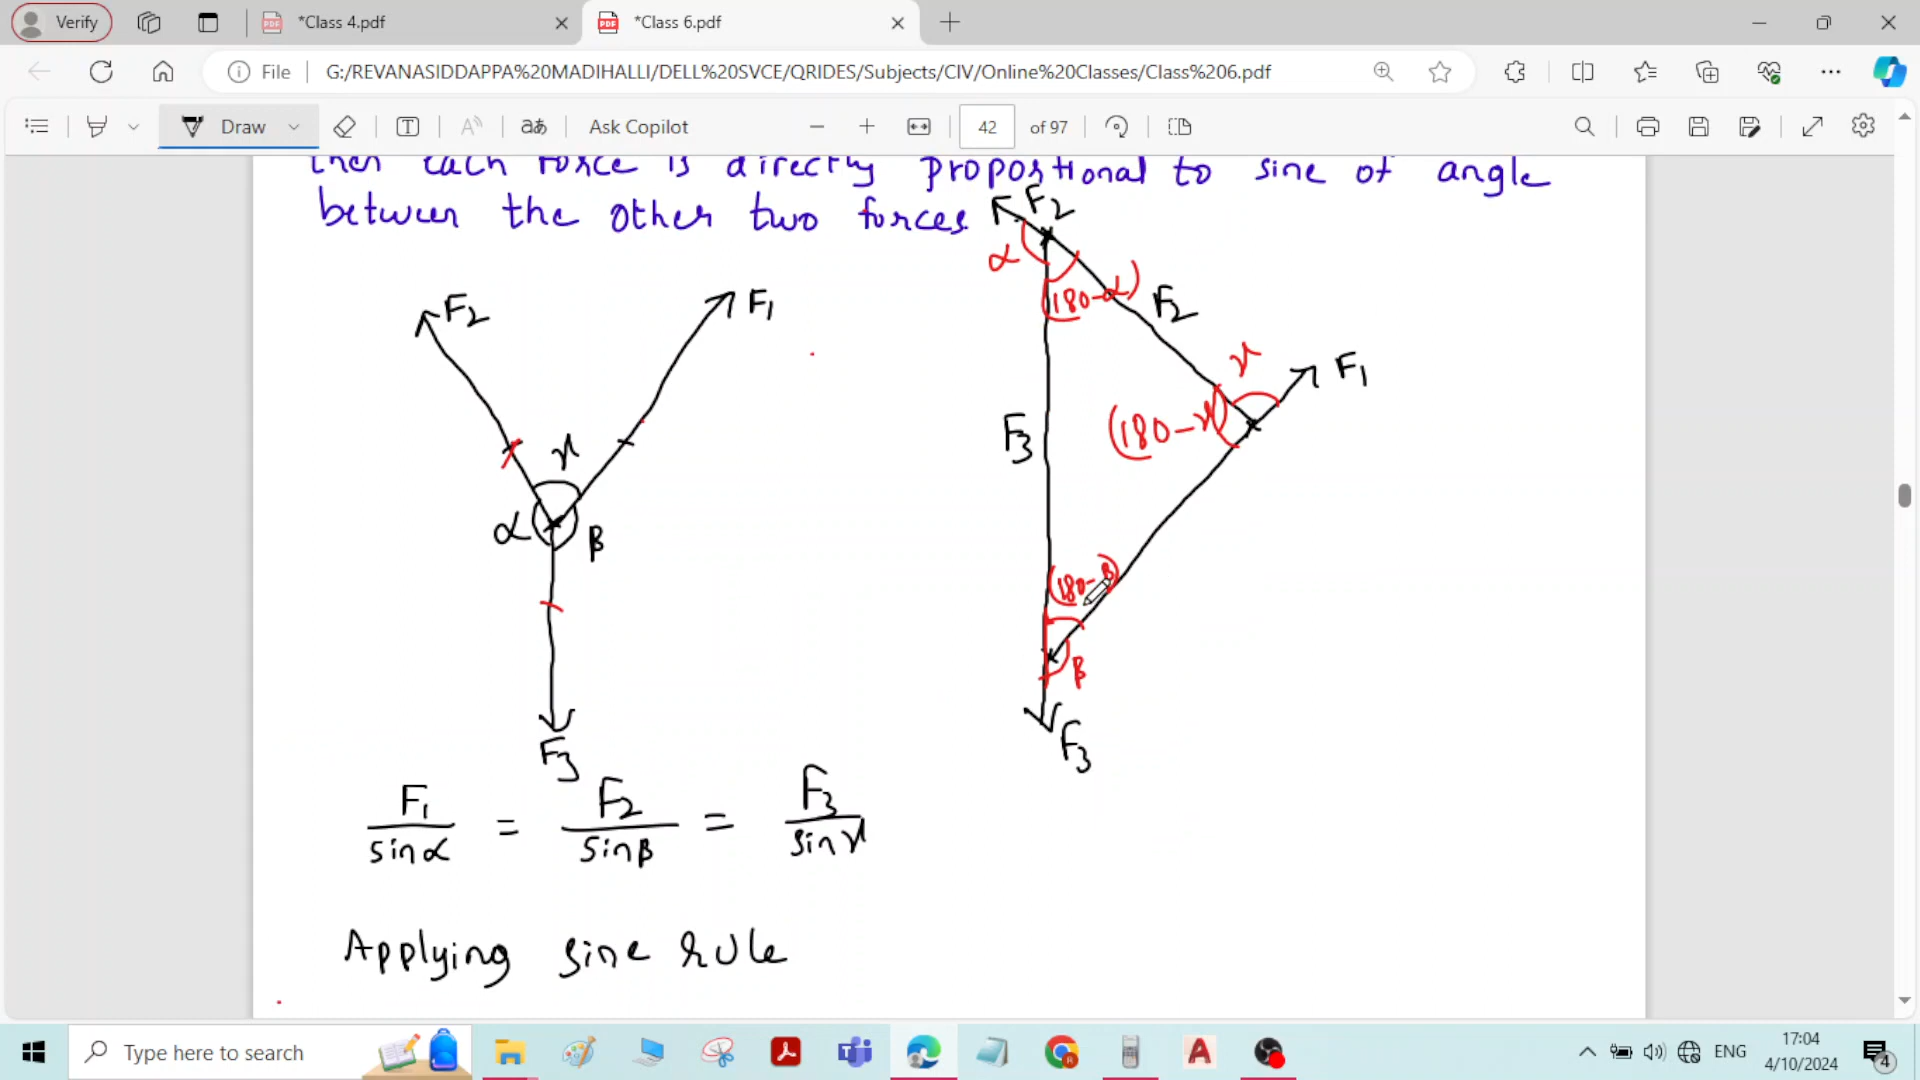 Verify
*Class 4.pdf
*Class 6.pdf
File
G:/REVANASIDDAPPA%20MADIHALLI/DELL%20SVCE/QRIDES/Subjects/CIV/Online%20Classes/Class%206.pdf
Draw
Ask Copilot
42 of 97
then each force is directly proportional to sine of angle
between the other two forces
F2
α
(180-α)
F2
F2
F1
γ
F1
F3
(180-γ)
γ
α
β
(180-β)
β
F3
F3
F1 = F2 = F3
sinα sinβ sinγ
Applying sine rule
Type here to search
ENG
17:04
4/10/2024
4